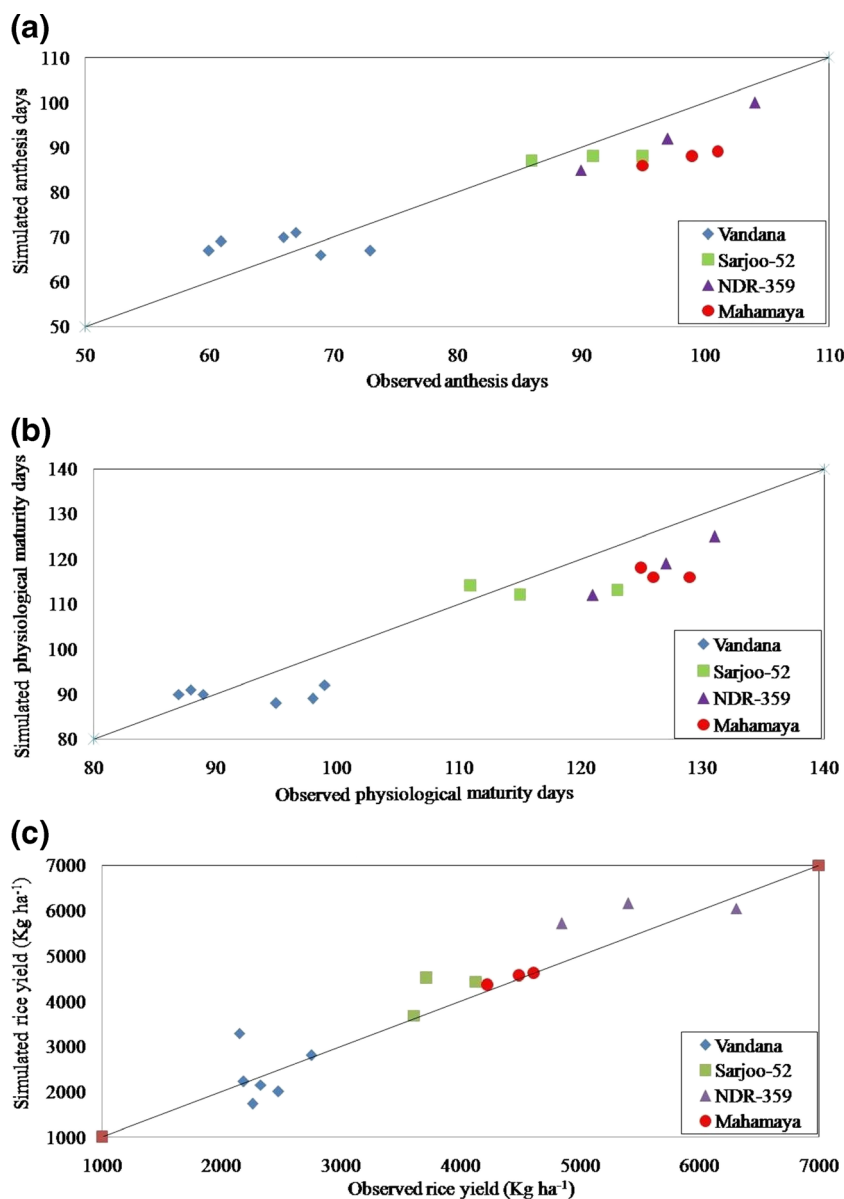 (a)
110
100
90
80
70
60
50
Simulated anthesis days
50 60 70 80 90 100 110
Observed anthesis days
Vandana
Sarjoo-52
NDR-359
Mahamaya
(b)
140
130
120
110
100
90
80
Simulated physiological maturity days
80 90 100 110 120 130 140
Observed physiological maturity days
Vandana
Sarjoo-52
NDR-359
Mahamaya
(c)
7000
6000
5000
4000
3000
2000
1000
Simulated rice yield (Kg ha⁻¹)
1000 2000 3000 4000 5000 6000 7000
Observed rice yield (Kg ha⁻¹)
Vandana
Sarjoo-52
NDR-359
Mahamaya